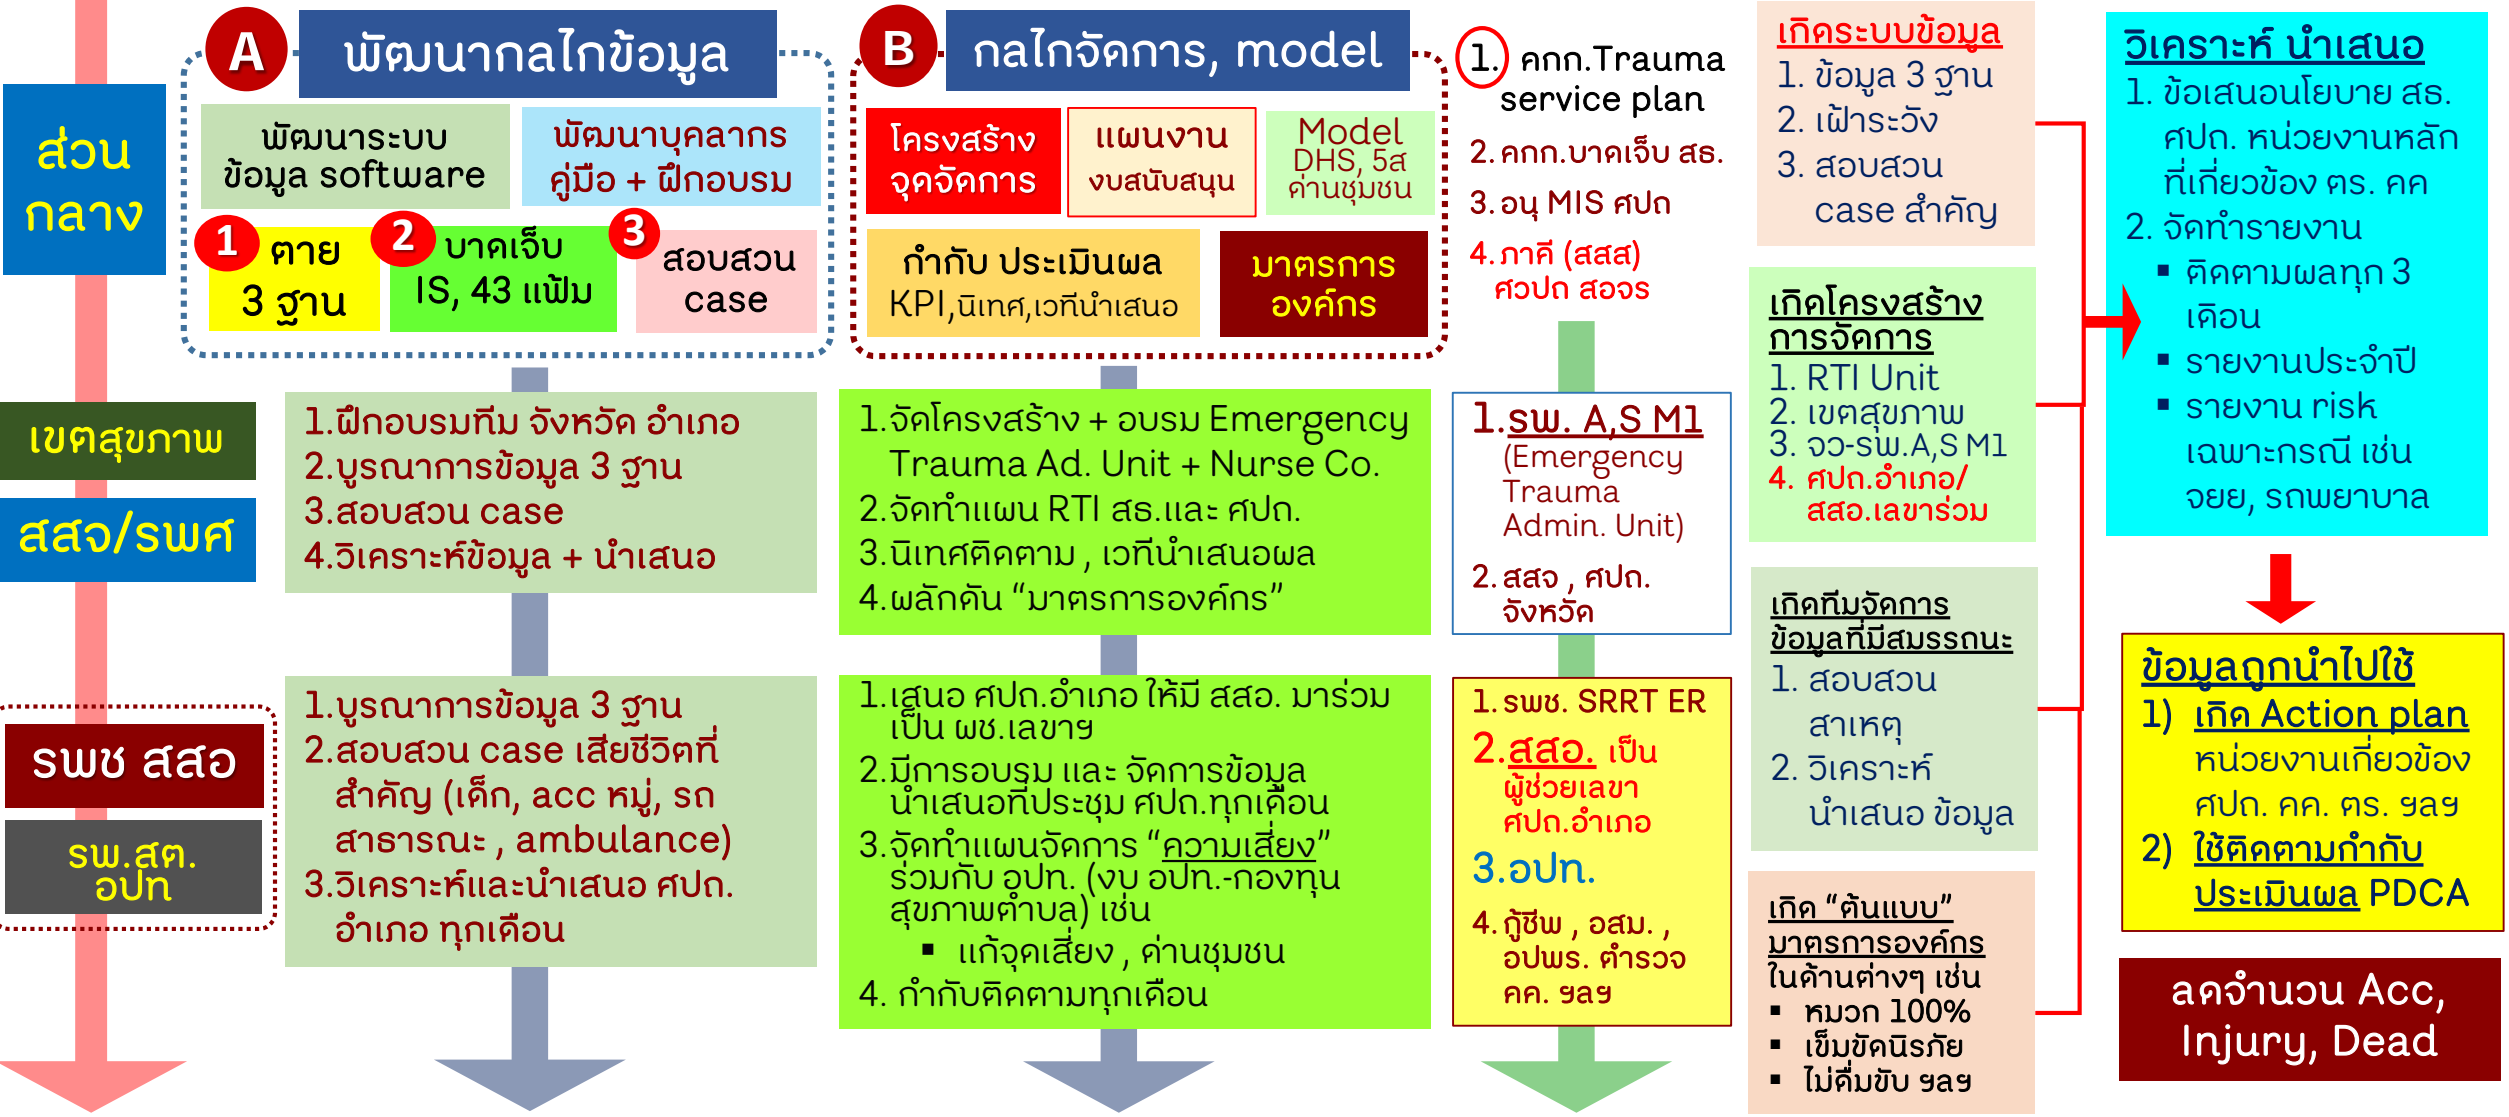 ส่วน
กลาง
เขตสุขภาพ
สสจ/รพศ
รพช สสอ
รพ.สต.
อปท
A
พัฒนากลไกข้อมูล
พัฒนาระบบ
ข้อมูล software
พัฒนาบุคลากร
คู่มือ + ฝึกอบรม
1
ตาย
3 ฐาน
2
บาดเจ็บ
IS, 43 แฟ้ม
3
สอบสวน
case
1.ฝึกอบรมทีม จังหวัด อำเภอ
2.บูรณาการข้อมูล 3 ฐาน
3.สอบสวน case
4.วิเคราะห์ข้อมูล + นำเสนอ
1.บูรณาการข้อมูล 3 ฐาน
2.สอบสวน case เสียชีวิตที่
สำคัญ (เด็ก, acc หมู่, รถ
สาธารณะ , ambulance)
3.วิเคราะห์และนำเสนอ ศปถ.
อำเภอ ทุกเดือน
B
กลไกจัดการ, model
โครงสร้าง
จุดจัดการ
แผนงาน
งบสนับสนุน
Model
DHS, 5ส
ด่านชุมชน
กำกับ ประเมินผล
KPI,นิเทศ,เวทีนำเสนอ
มาตรการ
องค์กร
1.จัดโครงสร้าง + อบรม Emergency
Trauma Ad. Unit + Nurse Co.
2.จัดทำแผน RTI สธ.และ ศปถ.
3.นิเทศติดตาม , เวทีนำเสนอผล
4.ผลักดัน “มาตรการองค์กร”
1.เสนอ ศปถ.อำเภอ ให้มี สสอ. มาร่วม
เป็น ผช.เลขาฯ
2.มีการอบรม และ จัดการข้อมูล
นำเสนอที่ประชุม ศปถ.ทุกเดือน
3.จัดทำแผนจัดการ “ความเสี่ยง”
ร่วมกับ อปท. (งบ อปท.-กองทุน
สุขภาพตำบล) เช่น
▪ แก้จุดเสี่ยง , ด่านชุมชน
4. กำกับติดตามทุกเดือน
1. คกก.Trauma
service plan
2.คกก.บาดเจ็บ สธ.
3.อนุ MIS ศปถ
4.ภาคี (สสส)
ศวปถ สอจร
1.รพ. A,S M1
(Emergency
Trauma
Admin. Unit)
2.สสจ , ศปถ.
จังหวัด
1.รพช. SRRT ER
2.สสอ. เป็น
ผู้ช่วยเลขา
ศปถ.อำเภอ
3.อปท.
4.กู้ชีพ , อสม. ,
อปพร. ตำรวจ
คค. ฯลฯ
เกิดระบบข้อมูล
1. ข้อมูล 3 ฐาน
2. เฝ้าระวัง
3. สอบสวน
case สำคัญ
เกิดโครงสร้าง
การจัดการ
1. RTI Unit
2. เขตสุขภาพ
3. จว-รพ.A,S M1
4. ศปถ.อำเภอ/
สสอ.เลขาร่วม
เกิดทีมจัดการ
ข้อมูลที่มีสมรรถนะ
1. สอบสวน
สาเหตุ
2. วิเคราะห์
นำเสนอ ข้อมูล
เกิด “ต้นแบบ”
มาตรการองค์กร
ในด้านต่างๆ เช่น
▪ หมวก 100%
▪ เข็มขัดนิรภัย
▪ ไม่ดื่มขับ ฯลฯ
วิเคราะห์ นำเสนอ
1. ข้อเสนอนโยบาย สธ.
ศปถ. หน่วยงานหลัก
ที่เกี่ยวข้อง ตร. คค
2. จัดทำรายงาน
▪ ติดตามผลทุก 3
เดือน
▪ รายงานประจำปี
▪ รายงาน risk
เฉพาะกรณี เช่น
จยย, รถพยาบาล
ข้อมูลถูกนำไปใช้
1) เกิด Action plan
หน่วยงานเกี่ยวข้อง
ศปถ. คค. ตร. ฯลฯ
2) ใช้ติดตามกำกับ
ประเมินผล PDCA
ลดจำนวน Acc,
Injury, Dead